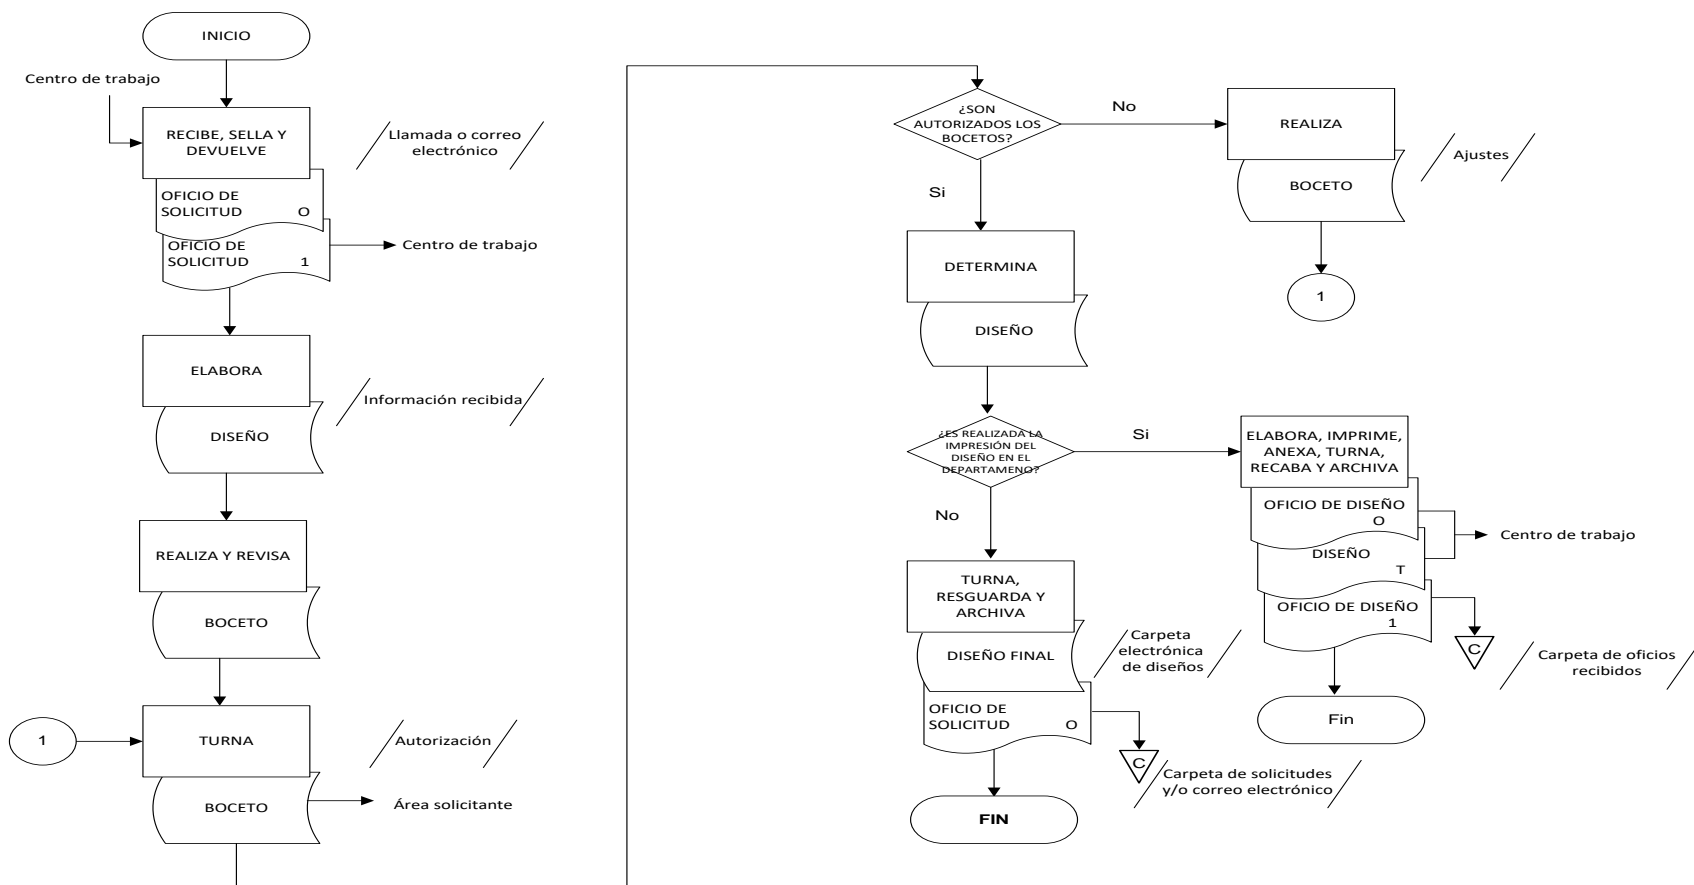 INICIO
Centro de trabajo
RECIBE, SELLA Y
DEVUELVE
Llamada o correo
electrónico
OFICIO DE
SOLICITUD O
OFICIO DE
SOLICITUD 1
Centro de trabajo
ELABORA
DISEÑO
Información recibida
REALIZA Y REVISA
BOCETO
1
TURNA
Autorización
BOCETO
Área solicitante
¿SON
AUTORIZADOS LOS
BOCETOS?
No
REALIZA
BOCETO
Ajustes
1
Si
DETERMINA
DISEÑO
¿ES REALIZADA LA
IMPRESIÓN DEL
DISEÑO EN EL
DEPARTAMENO?
Si
ELABORA, IMPRIME,
ANEXA, TURNA,
RECABA Y ARCHIVA
OFICIO DE DISEÑO
O
DISEÑO
T
Centro de trabajo
OFICIO DE DISEÑO
1
C
Carpeta de oficios
recibidos
Fin
No
TURNA,
RESGUARDA Y
ARCHIVA
DISEÑO FINAL
Carpeta
electrónica
de diseños
OFICIO DE
SOLICITUD O
C
Carpeta de solicitudes
y/o correo electrónico
FIN